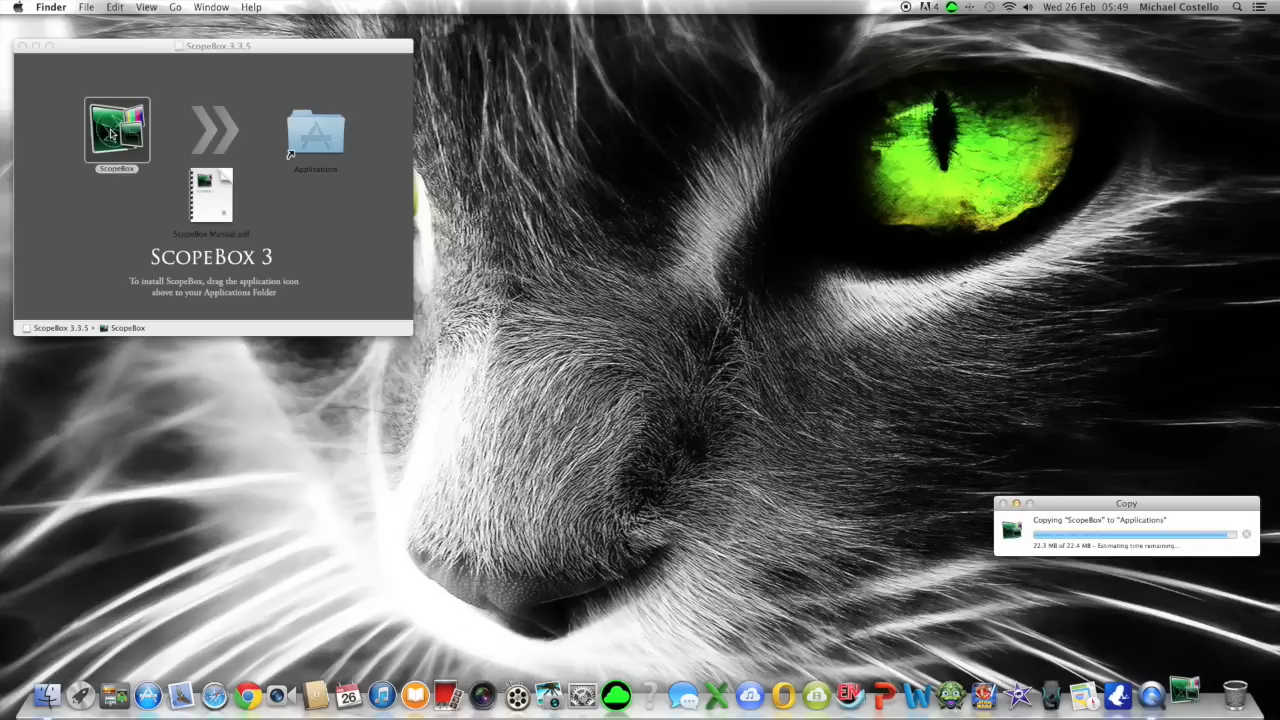 Finder File Edit View Go Window Help
4 Wed 26 Feb 05:49 Michael Costello
ScopeBox 3.3.5
ScopeBox
Applications
ScopeBox Manual.pdf
SCOPEBOX 3
To install ScopeBox, drag the application icon
above to your Applications Folder
ScopeBox 3.3.5 ScopeBox
Copy
Copying "ScopeBox" to "Applications"
22.3 MB of 22.4 MB – Estimating time remaining...
26